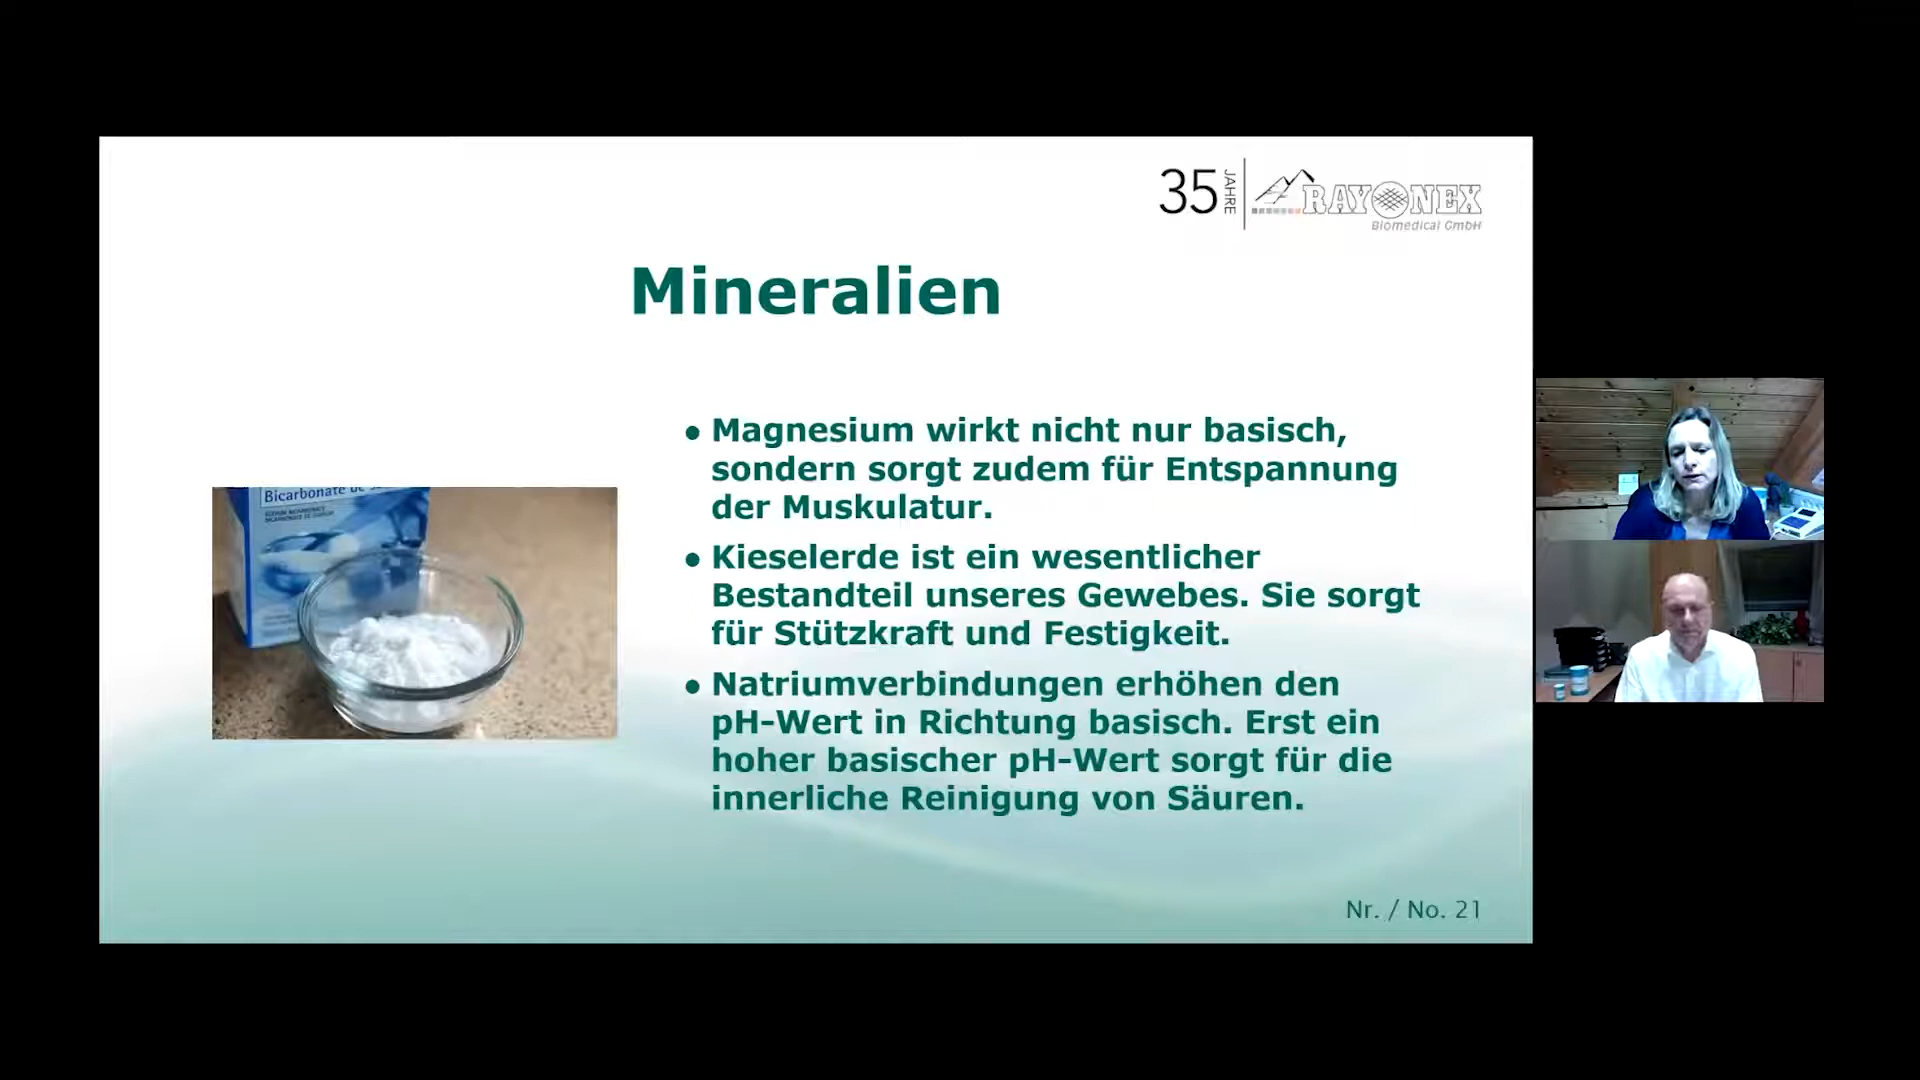 35 JAHRE
RAYONEX
Biomedical GmbH
Mineralien
• Magnesium wirkt nicht nur basisch,
sondern sorgt zudem für Entspannung
der Muskulatur.
• Kieselerde ist ein wesentlicher
Bestandteil unseres Gewebes. Sie sorgt
für Stützkraft und Festigkeit.
• Natriumverbindungen erhöhen den
pH-Wert in Richtung basisch. Erst ein
hoher basischer pH-Wert sorgt für die
innerliche Reinigung von Säuren.
Bicarbonate
Nr. / No. 21